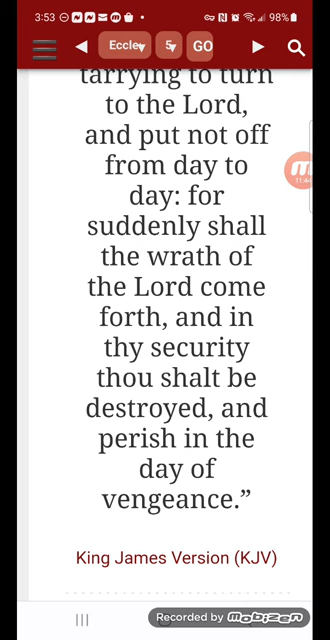 3:53
98%
Eccle
5
GO
tarrying to turn
to the Lord,
and put not off
from day to
day: for
suddenly shall
the wrath of
the Lord come
forth, and in
thy security
thou shalt be
destroyed, and
perish in the
day of
vengeance.”
King James Version (KJV)
Recorded by mobizen